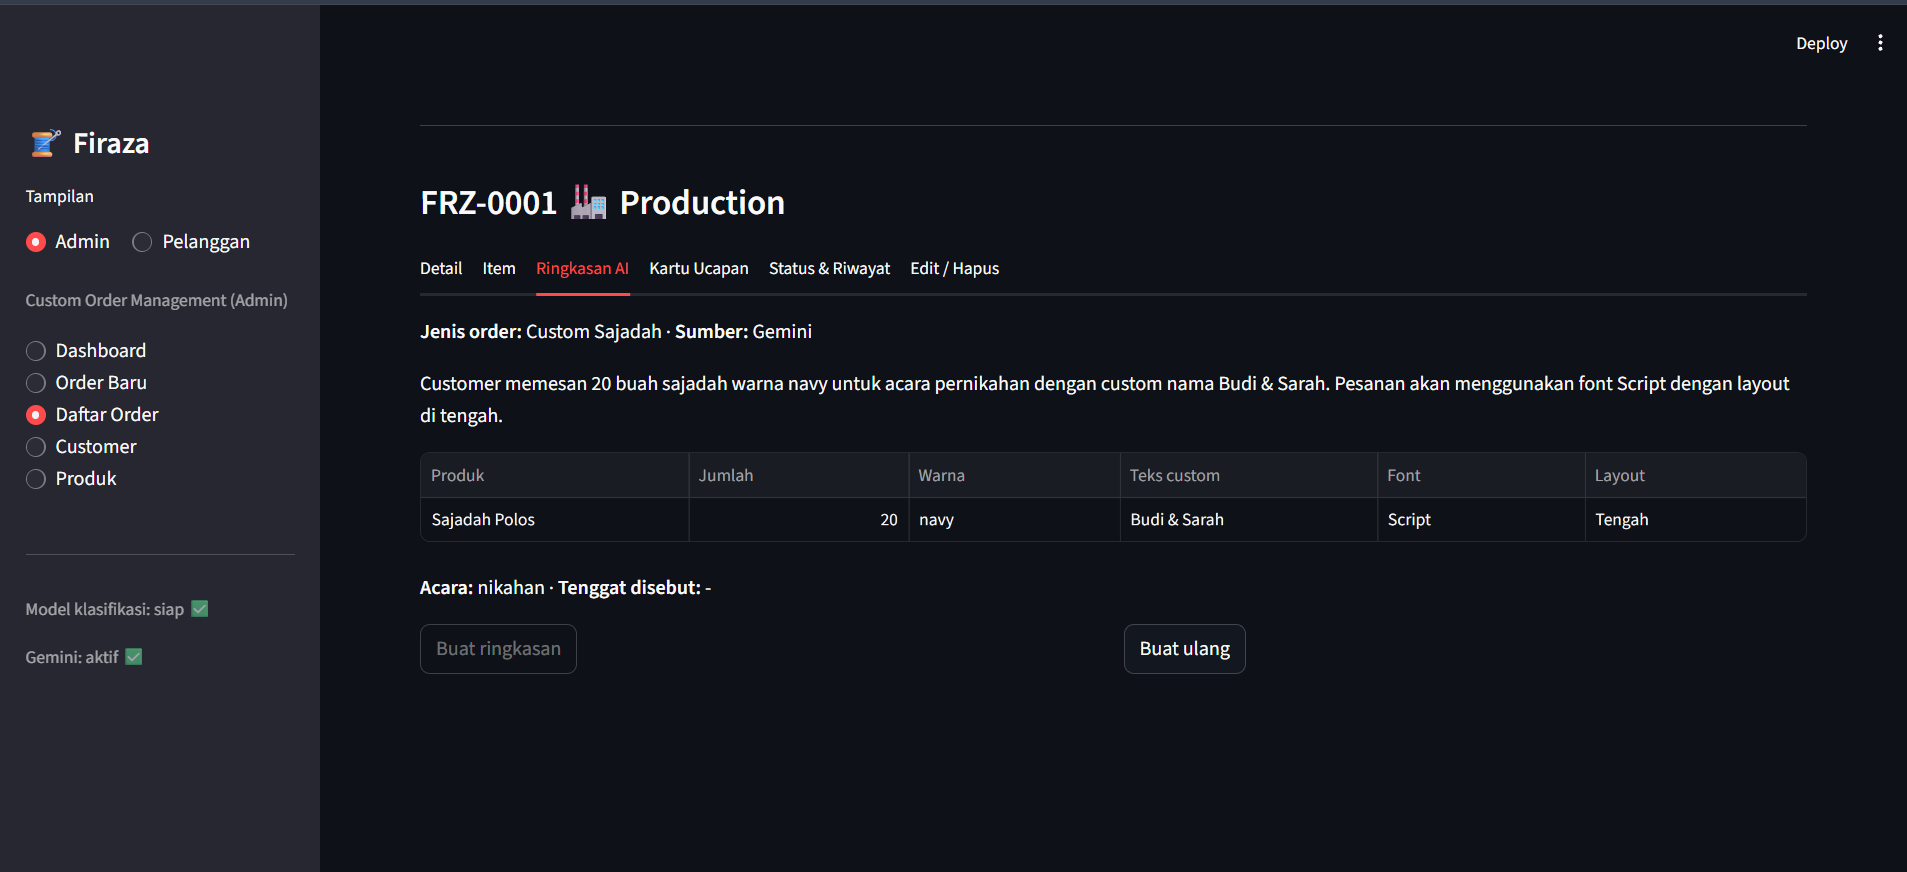 Deploy
Firaza
Tampilan
Admin
Pelanggan
Custom Order Management (Admin)
Dashboard
Order Baru
Daftar Order
Customer
Produk
Model klasifikasi: siap ✅
Gemini: aktif ✅
FRZ-0001 🏭 Production
Detail Item Ringkasan AI Kartu Ucapan Status & Riwayat Edit / Hapus
Jenis order: Custom Sajadah · Sumber: Gemini
Customer memesan 20 buah sajadah warna navy untuk acara pernikahan dengan custom nama Budi & Sarah. Pesanan akan menggunakan font Script dengan layout
di tengah.
Produk Jumlah Warna Teks custom Font Layout
Sajadah Polos 20 navy Budi & Sarah Script Tengah
Acara: nikahan · Tenggat disebut: -
Buat ringkasan
Buat ulang